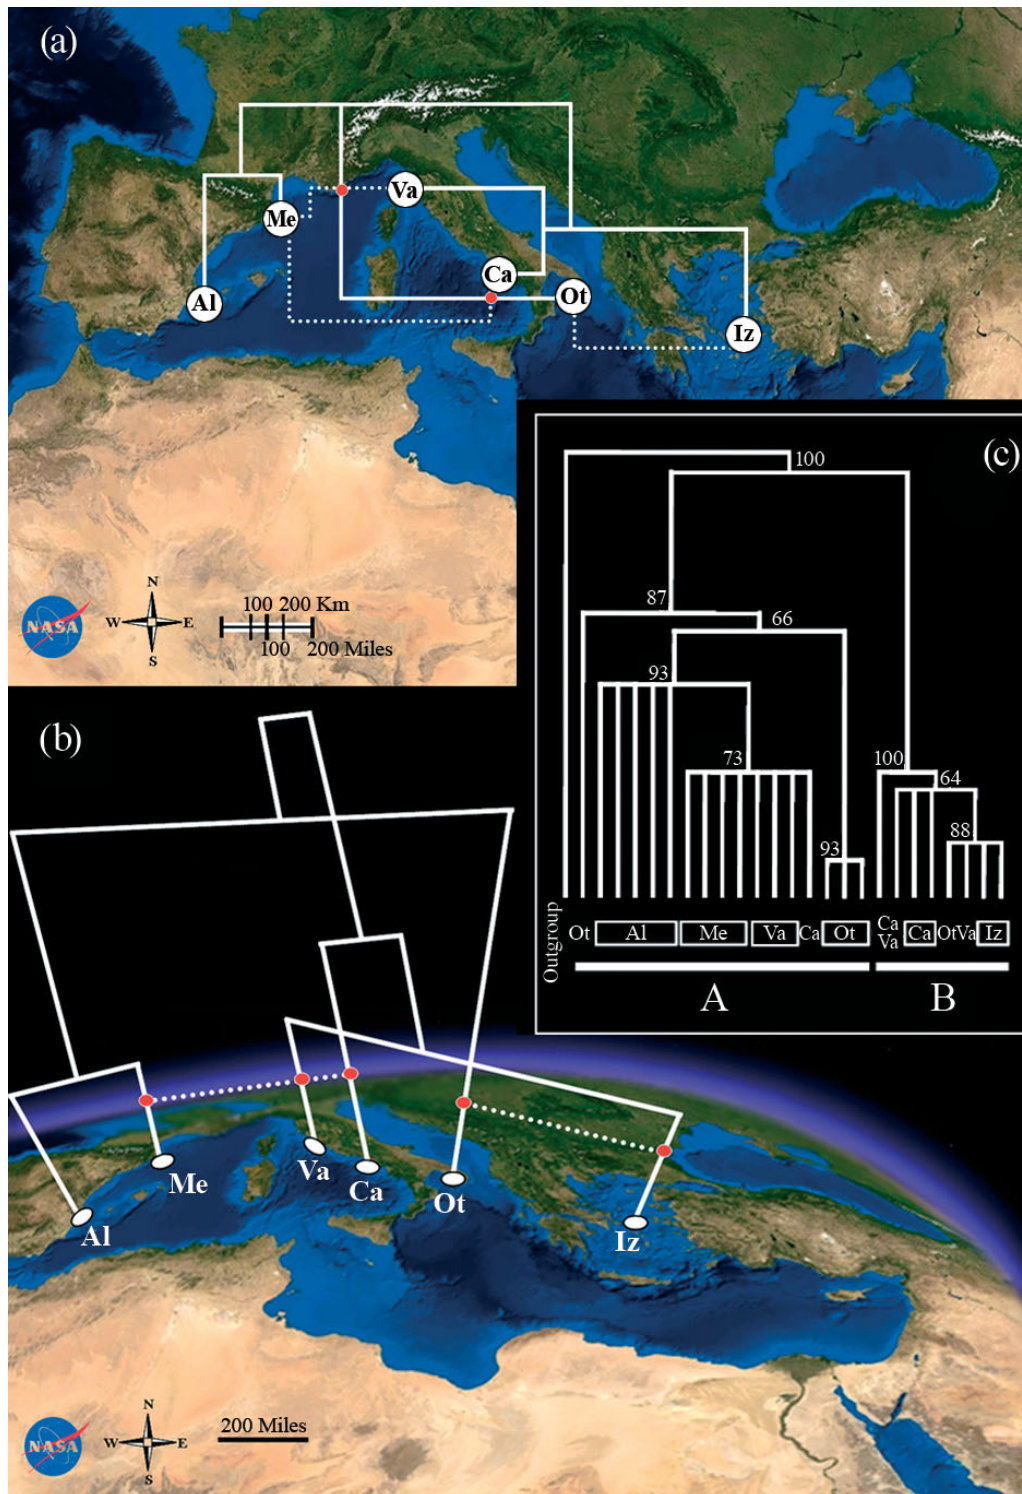 (a)
Va
Me
Ca
Al
Ot
Iz
(c)
100
87
66
93
73
100
64
93
88
Outgroup
Ot
Al
Me
Va
Ca
Ot
Ca
Va
Ca
Ot
Va
Iz
A
B
N
W
E
S
NASA
100 200 Km
100 200 Miles
(b)
Al
Me
Va
Ca
Ot
Iz
N
W
E
S
NASA
200 Miles